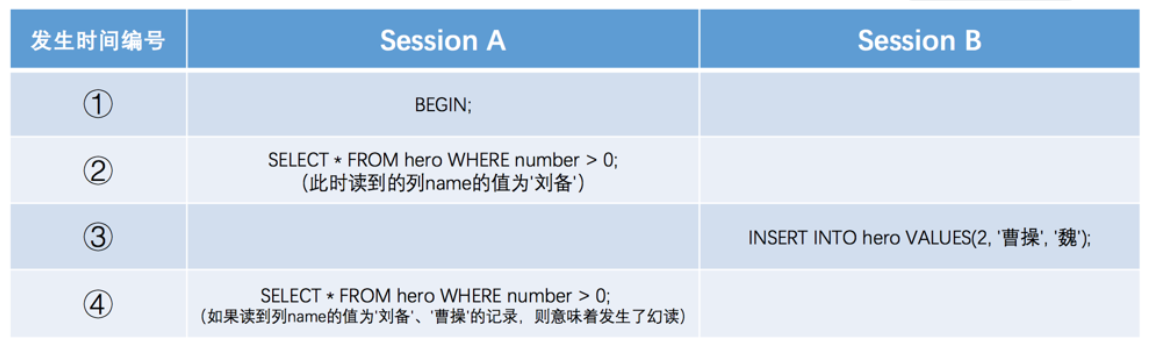 发生时间编号 Session A Session B
① BEGIN;
② SELECT * FROM hero WHERE number > 0;
（此时读到的列name的值为'刘备'）
③ INSERT INTO hero VALUES(2, '曹操', '魏');
④ SELECT * FROM hero WHERE number > 0;
（如果读到列name的值为'刘备'、'曹操'的记录，则意味着发生了幻读）